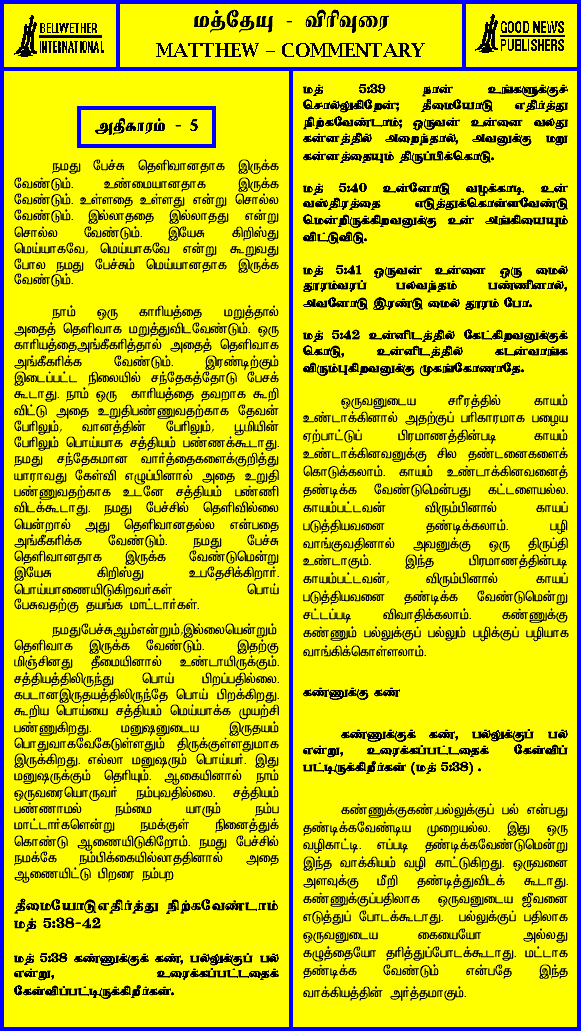 BELIWETHER
INTERNATIONAL
மத்தேயு - விரிவுரை
MATTHEW – COMMENTARY
GOOD NEWS
PUBLISHERS
அதிகாரம் - 5
நமது பேச்சு தெளிவானதாக இருக்க
வேண்டும். உண்மையானதாக இருக்க
வேண்டும். உள்ளதை உள்ளது என்று சொல்ல
வேண்டும். இல்லாததை இல்லாதது என்று
சொல்ல வேண்டும். இயேசு கிறிஸ்து
மெய்யாகவே, மெய்யாகவே என்று கூறுவது
போல நமது பேச்சும் மெய்யானதாக இருக்க
வேண்டும்.
நாம் ஒரு காரியத்தை மறுத்தால்
அதைத் தெளிவாக மறுத்துவிடவேண்டும். ஒரு
காரியத்தைஅங்கீகரித்தால் அதைத் தெளிவாக
அங்கீகரிக்க வேண்டும். இரண்டிற்கும்
இடைப்பட்ட நிலையில் சந்தேகத்தோடு பேசக்
கூடாது. நாம் ஒரு காரியத்தை தவறாக கூறி
விட்டு அதை உறுதிபண்ணுவதற்காக தேவன்
பேரிலும், வானத்தின் பேரிலும், பூமியின்
பேரிலும் பொய்யாக சத்தியம் பண்ணக்கூடாது.
நமது சந்தேகமான வார்த்தைகளைக்குறித்து
யாராவது கேள்வி எழுப்பினால் அதை உறுதி
பண்ணுவதற்காக உடனே சத்தியம் பண்ணி
விடக்கூடாது. நமது பேச்சில் தெளிவில்லை
யென்றால் அது தெளிவானதல்ல என்பதை
அங்கீகரிக்க வேண்டும். நமது பேச்சு
தெளிவானதாக இருக்க வேண்டுமென்று
இயேசு கிறிஸ்து உபதேசிக்கிறார்.
பொய்யாணையிடுகிறவர்கள் பொய்
பேசுவதற்கு தயங்க மாட்டார்கள்.
நமதுபேச்சுஆம்என்றும்,இல்லையென்றும்
தெளிவாக இருக்க வேண்டும். இதற்கு
மிஞ்சினது தீமையினால் உண்டாயிருக்கும்.
சத்தியத்திலிருந்து பொய் பிறப்பதில்லை.
கபடானஇருதயத்திலிருந்தே பொய் பிறக்கிறது.
கூறிய பொய்யை சத்தியம் மெய்யாக்க முயற்சி
பண்ணுகிறது. மனுஷனுடைய இருதயம்
பொதுவாகவேகேடுள்ளதும் திருக்குள்ளதுமாக
இருக்கிறது. எல்லா மனுஷரும் பொய்யர். இது
மனுஷருக்கும் தெரியும். ஆகையினால் நாம்
ஒருவரையொருவர் நம்புவதில்லை. சத்தியம்
பண்ணாமல் நம்மை யாரும் நம்ப
மாட்டார்களென்று நமக்குள் நினைத்துக்
கொண்டு ஆணையிடுகிறோம். நமது பேச்சில்
நமக்கே நம்பிக்கையில்லாததினால் அதை
ஆணையிட்டு பிறரை நம்பற
தீமையோடுஎதிர்த்து நிற்கவேண்டாம்
மத் 5:38-42
மத் 5:38 கண்ணுக்குக் கண், பல்லுக்குப் பல்
என்று, உரைக்கப்பட்டதைக்
கேள்விப்பட்டிருக்கிறீர்கள்.
மத் 5:39 நான் உங்களுக்குச்
சொல்லுகிறேன்; தீமையோடு எதிர்த்து
நிற்கவேண்டாம்; ஒருவன் உன்னை வலது
கன்னத்தில் அறைந்தால், அவனுக்கு மறு
கன்னத்தையும் திருப்பிக்கொடு.
மத் 5:40 உன்னோடு வழக்காடி உன்
வஸ்திரத்தை எடுத்துக்கொள்ளவேண்டு
மென்றிருக்கிறவனுக்கு உன் அங்கியையும்
விட்டுவிடு.
மத் 5:41 ஒருவன் உன்னை ஒரு மைல்
தூரம்வரப் பலவந்தம் பண்ணினால்,
அவனோடு இரண்டு மைல் தூரம் போ.
மத் 5:42 உன்னிடத்தில் கேட்கிறவனுக்குக்
கொடு, உன்னிடத்தில் கடன்வாங்க
விரும்புகிறவனுக்கு முகங்கோணாதே.
ஒருவனுடைய சரீரத்தில் காயம்
உண்டாக்கினால் அதற்குப் பரிகாரமாக பழைய
ஏற்பாட்டுப் பிரமாணத்தின்படி காயம்
உண்டாக்கினவனுக்கு சில தண்டனைகளைக்
கொடுக்கலாம். காயம் உண்டாக்கினவனைத்
தண்டிக்க வேண்டுமென்பது கட்டளையல்ல.
காயம்பட்டவன் விரும்பினால் காயப்
படுத்தியவனை தண்டிக்கலாம். பழி
வாங்குவதினால் அவனுக்கு ஒரு திருப்தி
உண்டாகும். இந்த பிரமாணத்தின்படி
காயம்பட்டவன், விரும்பினால் காயப்
படுத்தியவனை தண்டிக்க வேண்டுமென்று
சட்டப்படி விவாதிக்கலாம். கண்ணுக்கு
கண்ணும் பல்லுக்குப் பல்லும் பழிக்குப் பழியாக
வாங்கிக்கொள்ளலாம்.
கண்ணுக்கு கண்
கண்ணுக்குக் கண், பல்லுக்குப் பல்
என்று, உரைக்கப்பட்டதைக் கேள்விப்
பட்டிருக்கிறீர்கள் (மத் 5:38) .
கண்ணுக்குகண்,பல்லுக்குப் பல் என்பது
தண்டிக்கவேண்டிய முறையல்ல. இது ஒரு
வழிகாட்டி. எப்படி தண்டிக்கவேண்டுமென்று
இந்த வாக்கியம் வழி காட்டுகிறது. ஒருவனை
அளவுக்கு மீறி தண்டித்துவிடக் கூடாது.
கண்ணுக்குப்பதிலாக ஒருவனுடைய ஜீவனை
எடுத்துப் போடக்கூடாது. பல்லுக்குப் பதிலாக
ஒருவனுடைய கையையோ அல்லது
கழுத்தையோ தரித்துப்போடக்கூடாது. மட்டாக
தண்டிக்க வேண்டும் என்பதே இந்த
வாக்கியத்தின் அர்த்தமாகும்.